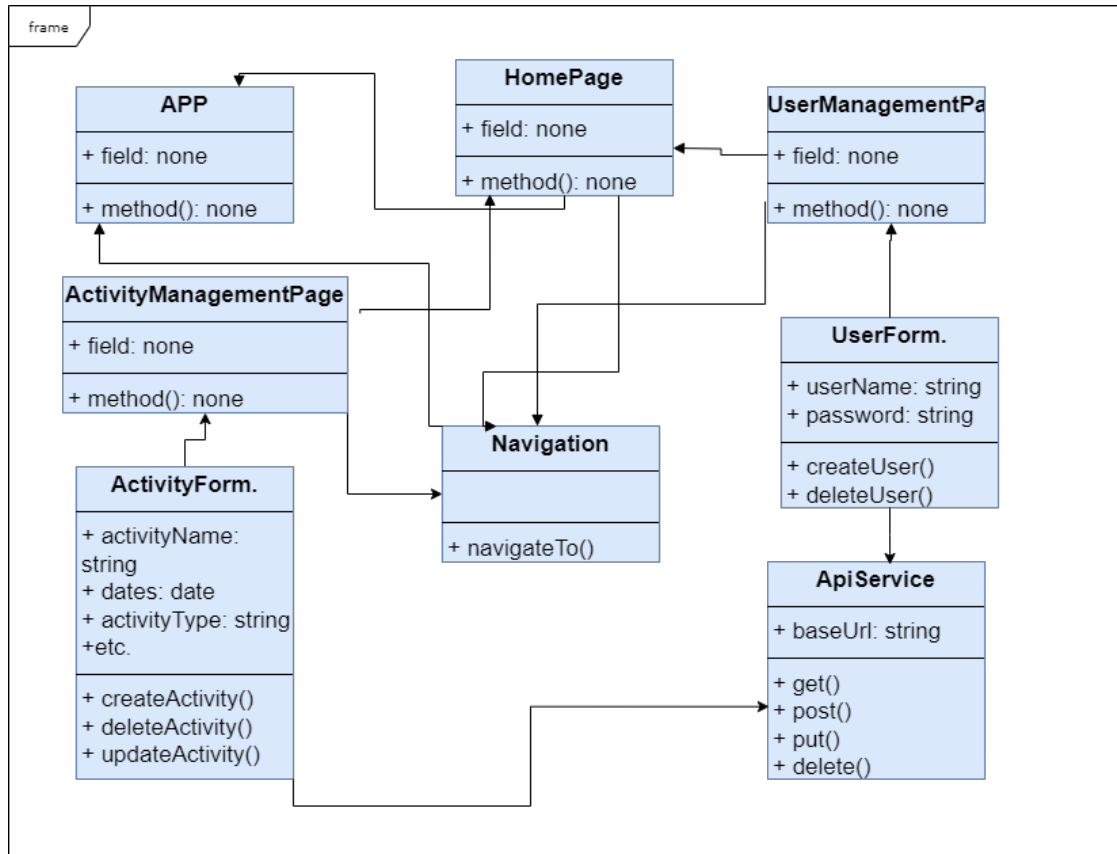 frame
APP
+ field: none
+ method(): none
HomePage
+ field: none
+ method(): none
UserManagementPa
+ field: none
+ method(): none
ActivityManagementPage
+ field: none
+ method(): none
UserForm.
+ userName: string
+ password: string
+ createUser()
+ deleteUser()
Navigation
+ navigateTo()
ActivityForm.
+ activityName:
string
+ dates: date
+ activityType: string
+etc.
+ createActivity()
+ deleteActivity()
+ updateActivity()
ApiService
+ baseUrl: string
+ get()
+ post()
+ put()
+ delete()